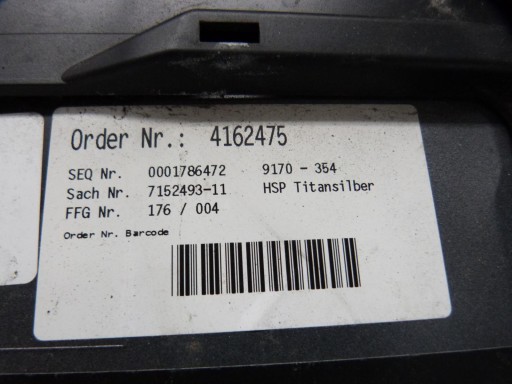 Order Nr.: 4162475
SEQ Nr. 0001786472 9170 - 354
Sach Nr. 7152493-11 HSP Titansilber
FFG Nr. 176 / 004
Order Nr. Barcode